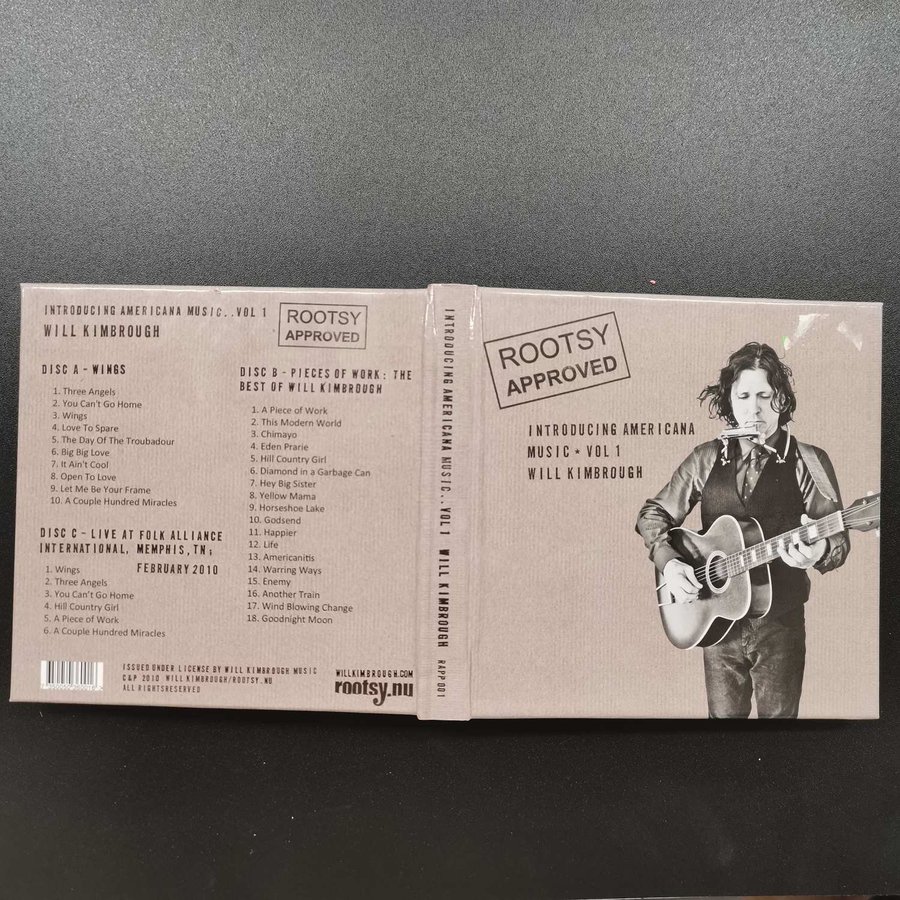 INTRODUCING AMERICANA MUSIC..VOL 1
WILL KIMBROUGH
ROOTSY
APPROVED
DISC A - WINGS
1. Three Angels
2. You Can't Go Home
3. Wings
4. Love To Spare
5. The Day Of The Troubadour
6. Big Big Love
7. It Ain't Cool
8. Open To Love
9. Let Me Be Your Frame
10. A Couple Hundred Miracles
DISC C - LIVE AT FOLK ALLIANCE
INTERNATIONAL, MEMPHIS, TN;
FEBRUARY 2010
1. Wings
2. Three Angels
3. You Can't Go Home
4. Hill Country Girl
5. A Piece of Work
6. A Couple Hundred Miracles
DISC B - PIECES OF WORK: THE
BEST OF WILL KIMBROUGH
1. A Piece of Work
2. This Modern World
3. Chimayo
4. Eden Prarie
5. Hill Country Girl
6. Diamond in a Garbage Can
7. Hey Big Sister
8. Yellow Mama
9. Horseshoe Lake
10. Godsend
11. Happier
12. Life
13. Americanitis
14. Warring Ways
15. Enemy
16. Another Train
17. Wind Blowing Change
18. Goodnight Moon
ISSUED UNDER LICENSE BY WILL KIMBROUGH MUSIC
C&P 2010 WILL KIMBROUGH/ROOTSY.NU
ALL RIGHTSRESERVED
WILLKIMBROUGH.COM
rootsy.nu
INTRODUCING AMERICANA MUSIC..VOL 1 WILL KIMBROUGH RAPP 001
ROOTSY
APPROVED
INTRODUCING AMERICANA
MUSIC * VOL 1
WILL KIMBROUGH